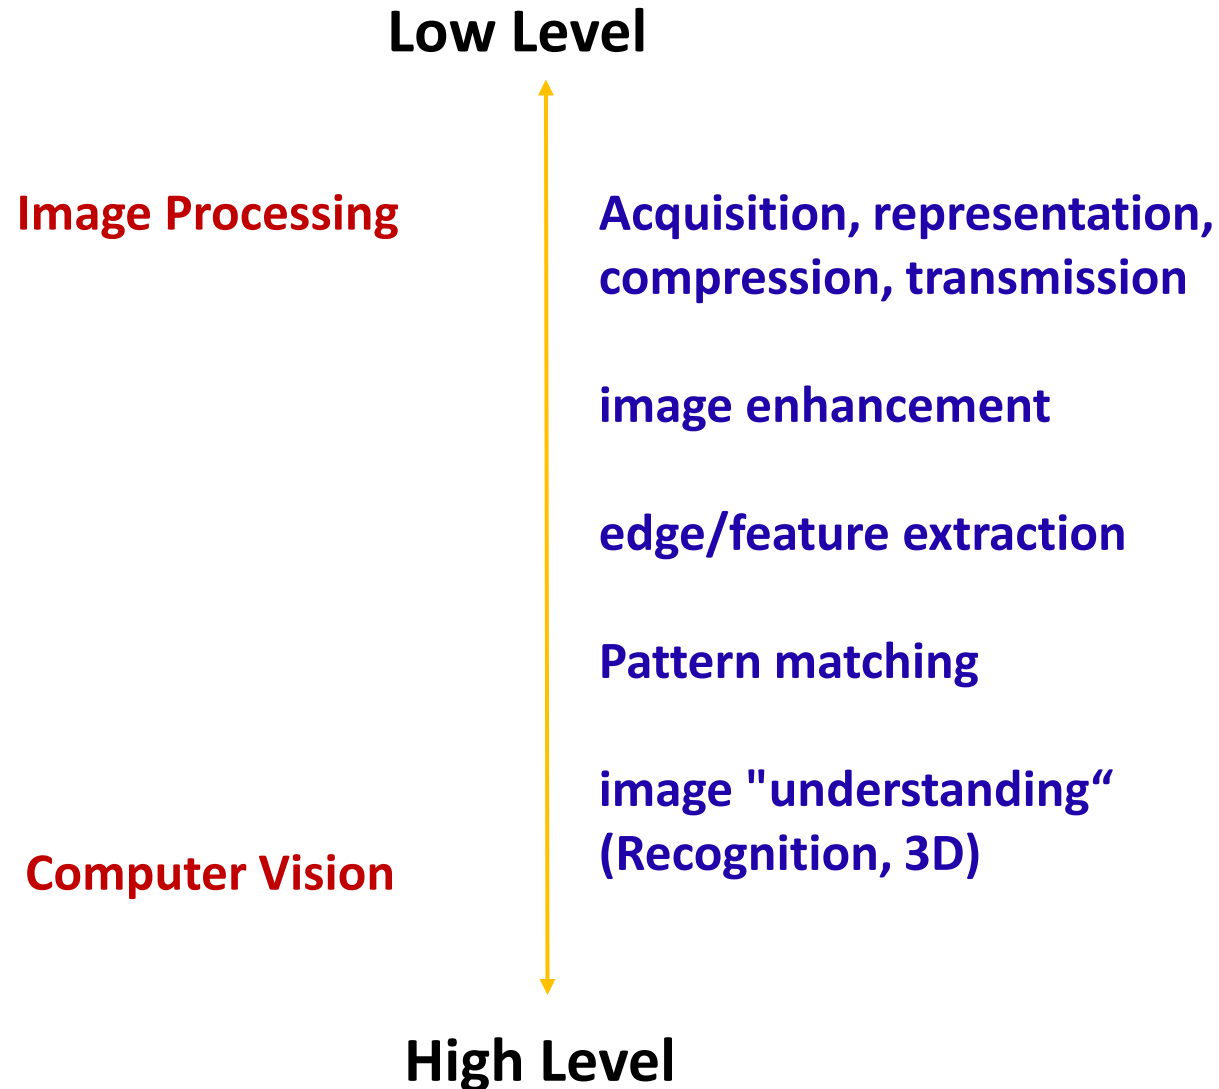 Low Level
Image Processing
Acquisition, representation,
compression, transmission
image enhancement
edge/feature extraction
Pattern matching
image "understanding“
(Recognition, 3D)
Computer Vision
High Level